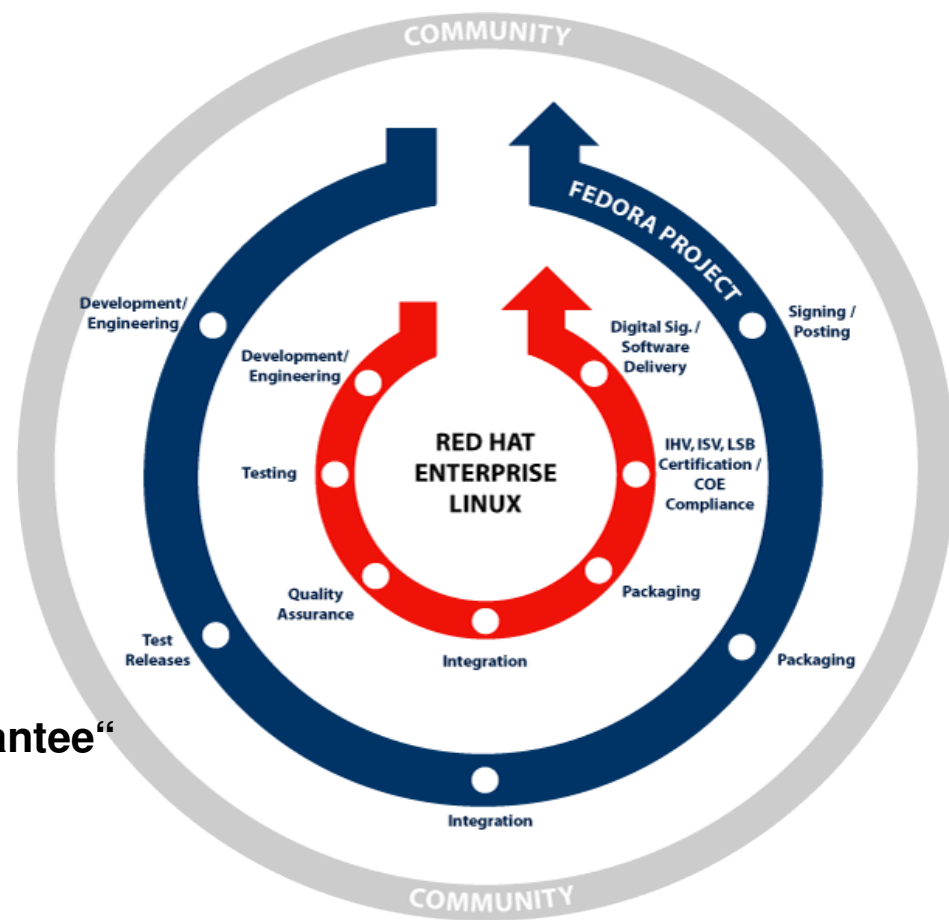 COMMUNITY
FEDORA PROJECT
Development/
Engineering
Signing /
Posting
Development/
Engineering
Digital Sig. /
Software
Delivery
RED HAT
ENTERPRISE
LINUX
Testing
IHV, ISV, LSB
Certification /
COE
Compliance
Quality
Assurance
Packaging
Integration
Test
Releases
Packaging
antee“
Integration
COMMUNITY